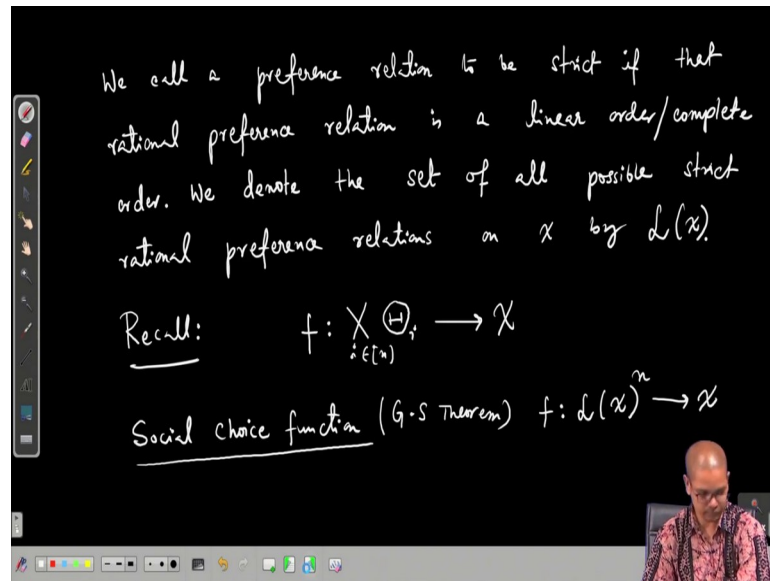 We call a preference relation to be strict if that
rational preference relation is a linear order/complete
order. We denote the set of all possible strict
rational preference relations on X by L(X).
Recall: f: X Θ_i → X
i∈[n]
Social choice function (G-S Theorem) f: L(X)^n → X